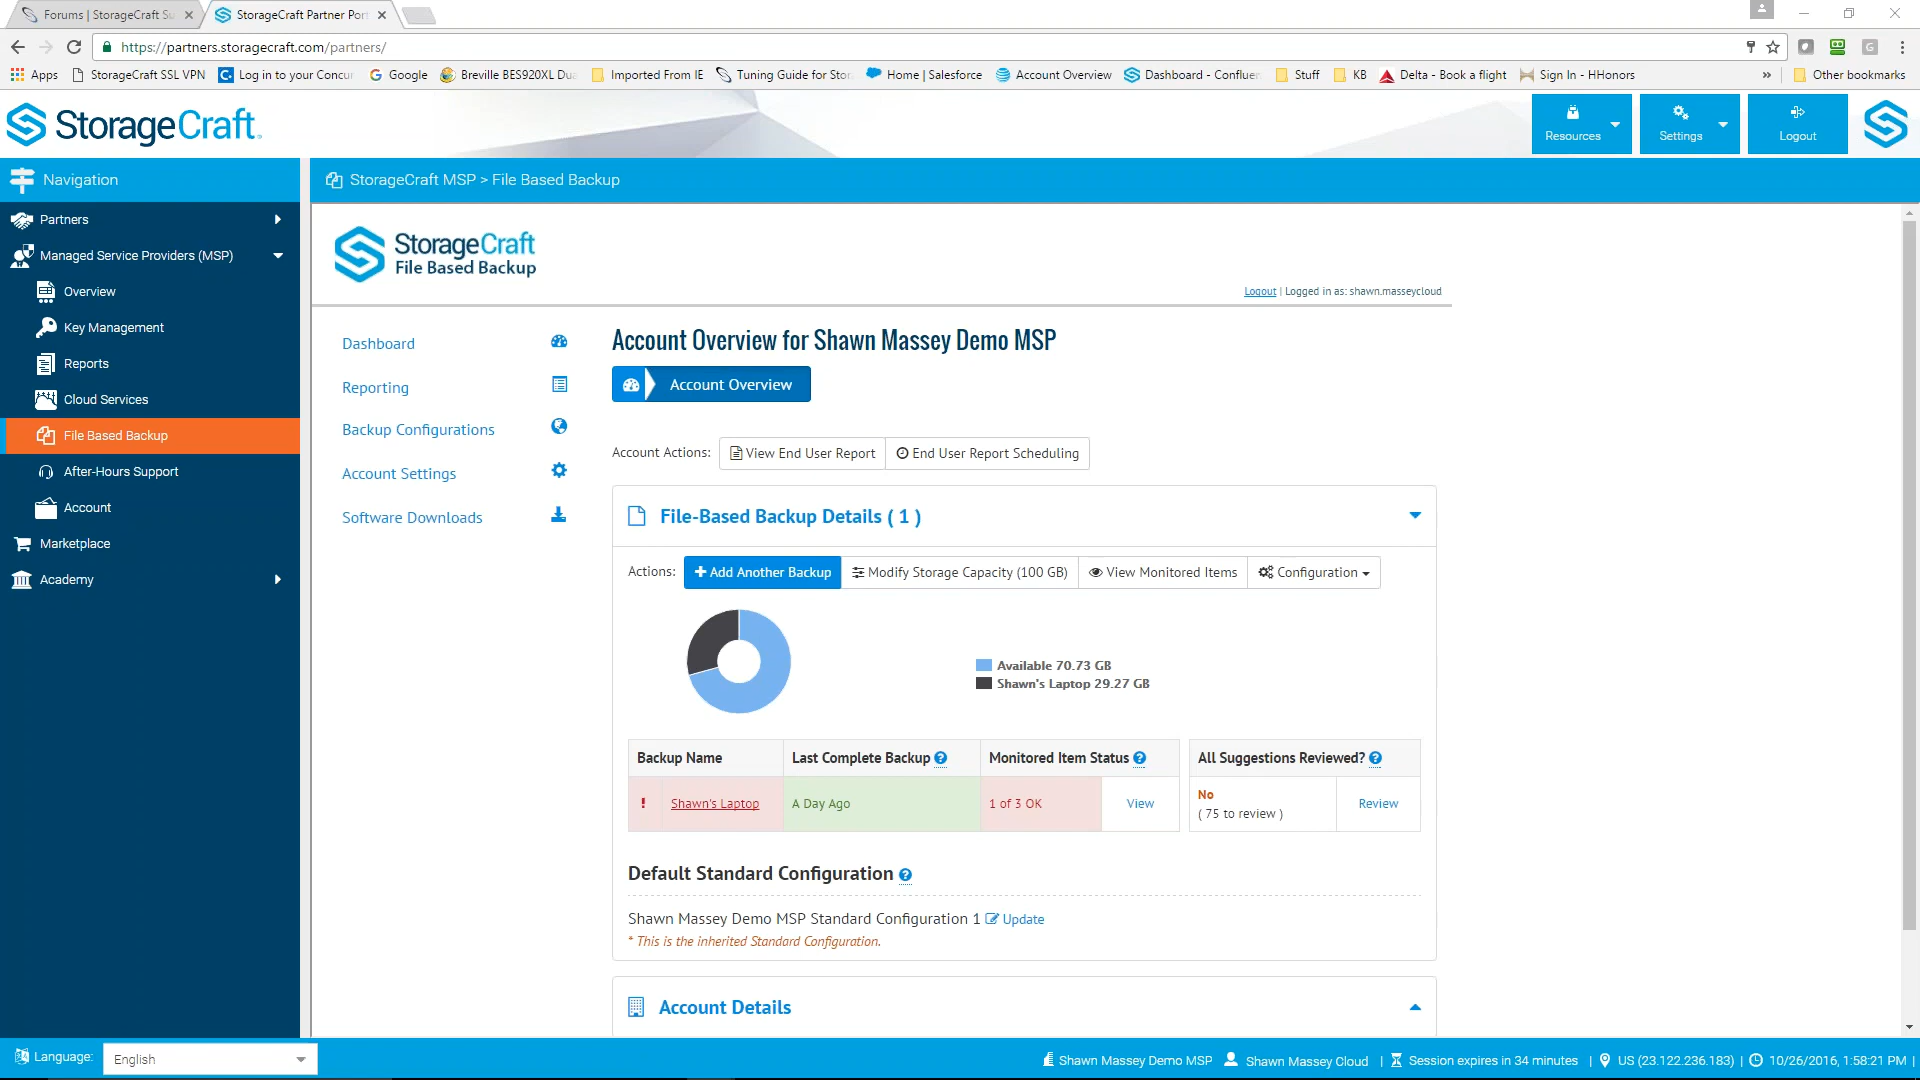 Forums | StorageCraft Su
StorageCraft Partner Por
https://partners.storagecraft.com/partners/
Apps
StorageCraft SSL VPN
Log in to your Concur
Google
Breville BES920XL Dua
Imported From IE
Tuning Guide for Stor
Home | Salesforce
Account Overview
Dashboard - Confluen
Stuff
KB
Delta - Book a flight
Sign In - HHonors
»
Other bookmarks
StorageCraft
Resources
Settings
Logout
Navigation
StorageCraft MSP > File Based Backup
Partners
Managed Service Providers (MSP)
Overview
Key Management
Reports
Cloud Services
File Based Backup
After-Hours Support
Account
Marketplace
Academy
StorageCraft
File Based Backup
Logout | Logged in as: shawn.masseycloud
Dashboard
Reporting
Backup Configurations
Account Settings
Software Downloads
Account Overview for Shawn Massey Demo MSP
Account Overview
Account Actions: View End User Report End User Report Scheduling
File-Based Backup Details ( 1 )
Actions: + Add Another Backup Modify Storage Capacity (100 GB) View Monitored Items Configuration
Available 70.73 GB
Shawn's Laptop 29.27 GB
Backup Name Last Complete Backup ? Monitored Item Status ? All Suggestions Reviewed? ?
! Shawn's Laptop A Day Ago 1 of 3 OK View
No
( 75 to review )
Review
Default Standard Configuration ?
Shawn Massey Demo MSP Standard Configuration 1 Update
* This is the inherited Standard Configuration.
Account Details
Language: English
Shawn Massey Demo MSP Shawn Massey Cloud | Session expires in 34 minutes | US (23.122.236.183) | 10/26/2016, 1:58:21 PM |